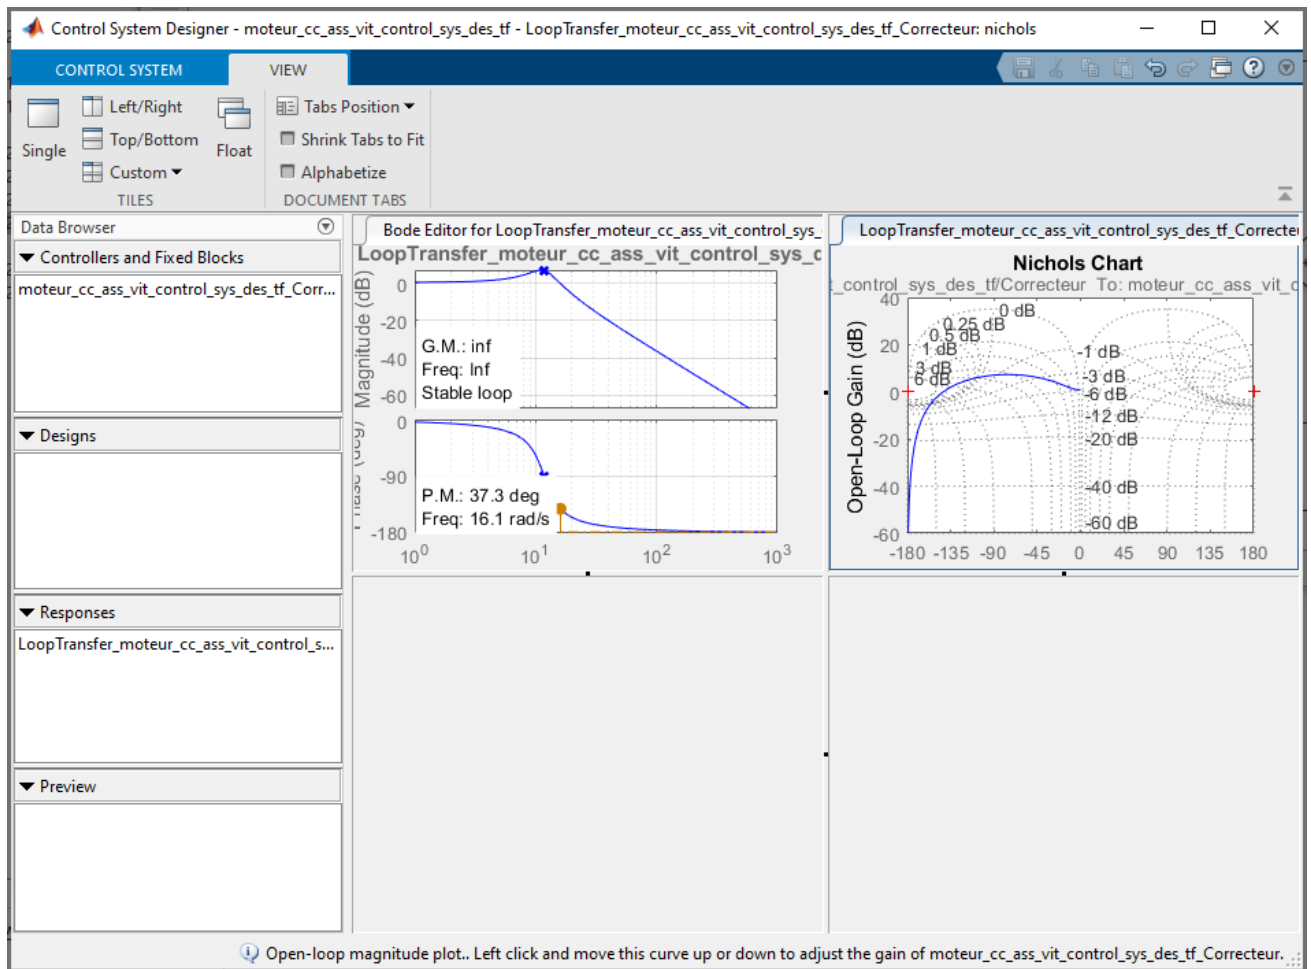 Control System Designer - moteur_cc_ass_vit_control_sys_des_tf - LoopTransfer_moteur_cc_ass_vit_control_sys_des_tf_Correcteur: nichols
CONTROL SYSTEM
VIEW
Single
Left/Right
Top/Bottom
Custom
Float
TILES
Tabs Position
Shrink Tabs to Fit
Alphabetize
DOCUMENT TABS
Data Browser
Controllers and Fixed Blocks
moteur_cc_ass_vit_control_sys_des_tf_Corr...
Designs
Responses
LoopTransfer_moteur_cc_ass_vit_control_s...
Preview
Bode Editor for LoopTransfer_moteur_cc_ass_vit_control_sys_
LoopTransfer_moteur_cc_ass_vit_control_sys_d
Magnitude (dB)
0
-20
-40
-60
G.M.: inf
Freq: Inf
Stable loop
(deg)
0
-90
-180
P.M.: 37.3 deg
Freq: 16.1 rad/s
10^0 10^1 10^2 10^3
LoopTransfer_moteur_cc_ass_vit_control_sys_des_tf_Correcteu
Nichols Chart
t_control_sys_des_tf/Correcteur To: moteur_cc_ass_vit_c
Open-Loop Gain (dB)
40
20
0
-20
-40
-60
0 dB
0.25 dB
0.5 dB
1 dB
3 dB
6 dB
-1 dB
-3 dB
-6 dB
-12 dB
-20 dB
-40 dB
-60 dB
-180 -135 -90 -45 0 45 90 135 180
Open-loop magnitude plot.. Left click and move this curve up or down to adjust the gain of moteur_cc_ass_vit_control_sys_des_tf_Correcteur.